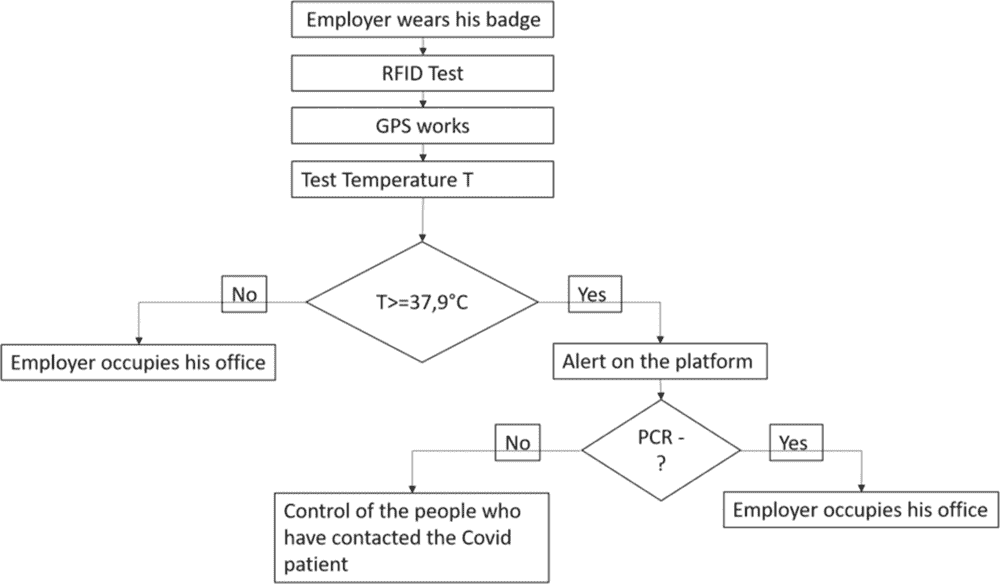 Employer wears his badge
RFID Test
GPS works
Test Temperature T
No
T>=37,9°C
Yes
Employer occupies his office
Alert on the platform
No
PCR -
?
Yes
Control of the people who
have contacted the Covid
patient
Employer occupies his office